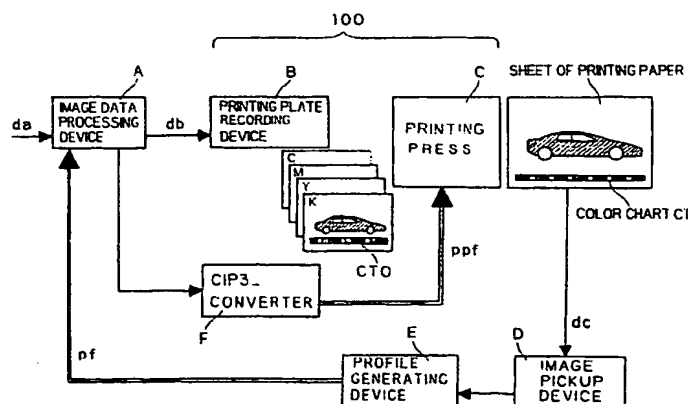 100
A
B
C
SHEET OF PRINTING PAPER
IMAGE DATA
PROCESSING
DEVICE
da
db
PRINTING PLATE
RECORDING
DEVICE
PRINTING
PRESS
C
M
Y
K
CTO
COLOR CHART CT
CIP3_
CONVERTER
F
ppf
dc
pf
E
PROFILE
GENERATING
DEVICE
D
IMAGE
PICKUP
DEVICE